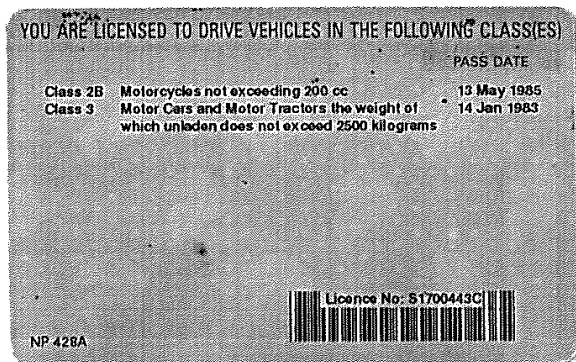 YOU ARE LICENSED TO DRIVE VEHICLES IN THE FOLLOWING CLASS(ES)
PASS DATE
Class 2B Motorcycles not exceeding 200 cc 13 May 1985
Class 3 Motor Cars and Motor Tractors the weight of 14 Jan 1983
which unladen does not exceed 2500 kilograms
Licence No: S1700443C
NP 428A